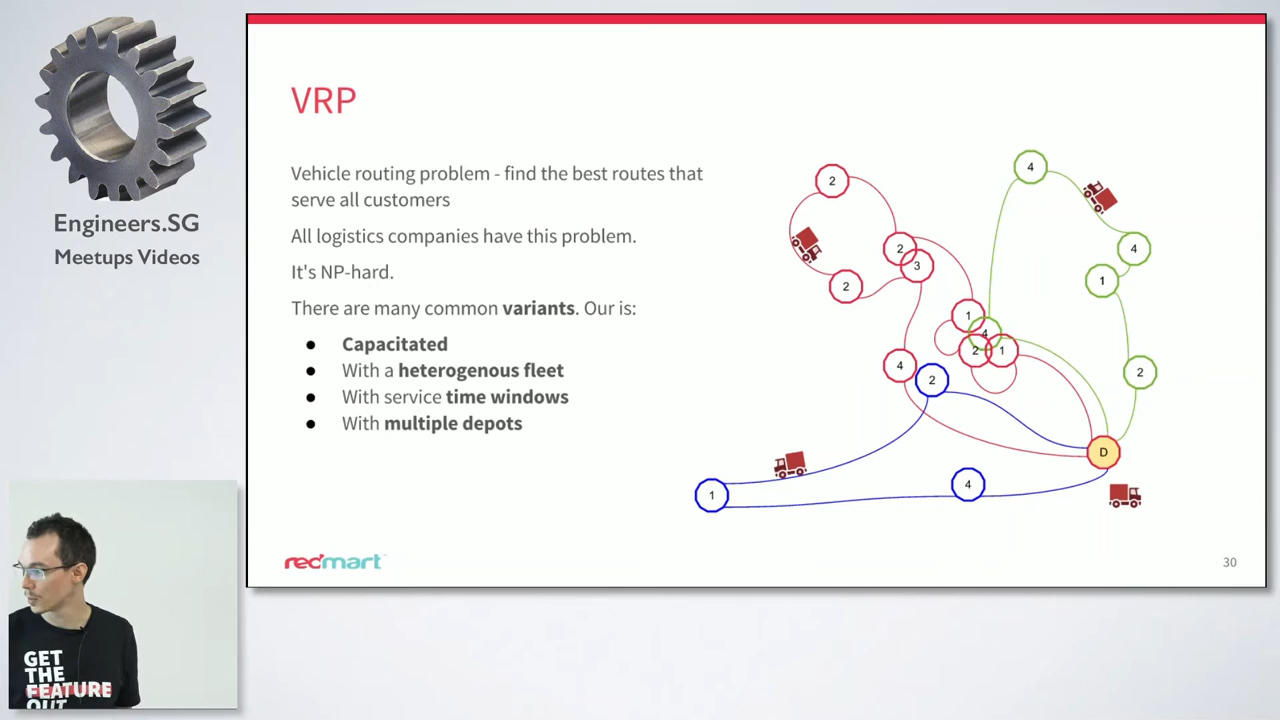 Engineers.SG
Meetups Videos
VRP
Vehicle routing problem - find the best routes that
serve all customers
All logistics companies have this problem.
It's NP-hard.
There are many common variants. Our is:
● Capacitated
● With a heterogenous fleet
● With service time windows
● With multiple depots
2
4
2
3
4
2
1
1
4
2
1
4
2
2
D
1
4
redmart
30
GET
THE
FEATURE
OUT